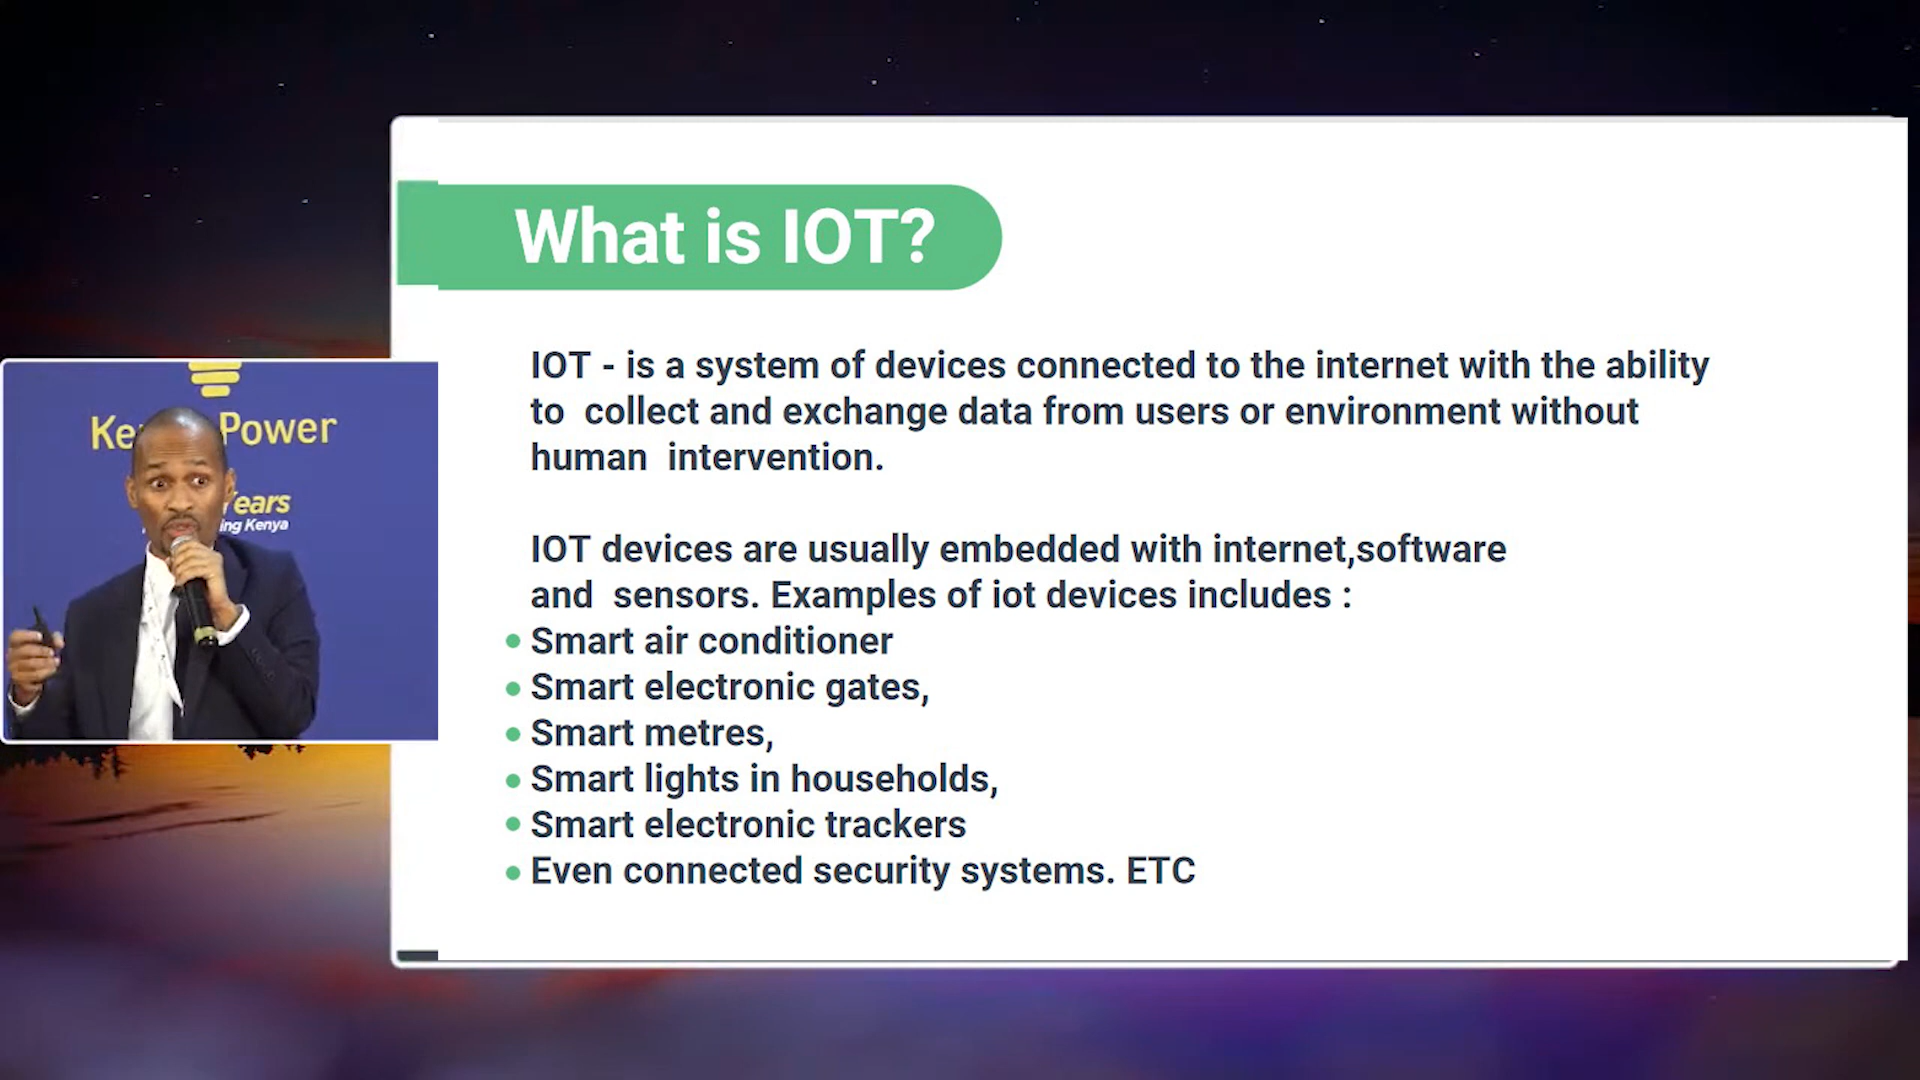 What is IOT?
IOT - is a system of devices connected to the internet with the ability
to collect and exchange data from users or environment without
human intervention.
IOT devices are usually embedded with internet,software
and sensors. Examples of iot devices includes :
Smart air conditioner
Smart electronic gates,
Smart metres,
Smart lights in households,
Smart electronic trackers
Even connected security systems. ETC
Power
Kenya